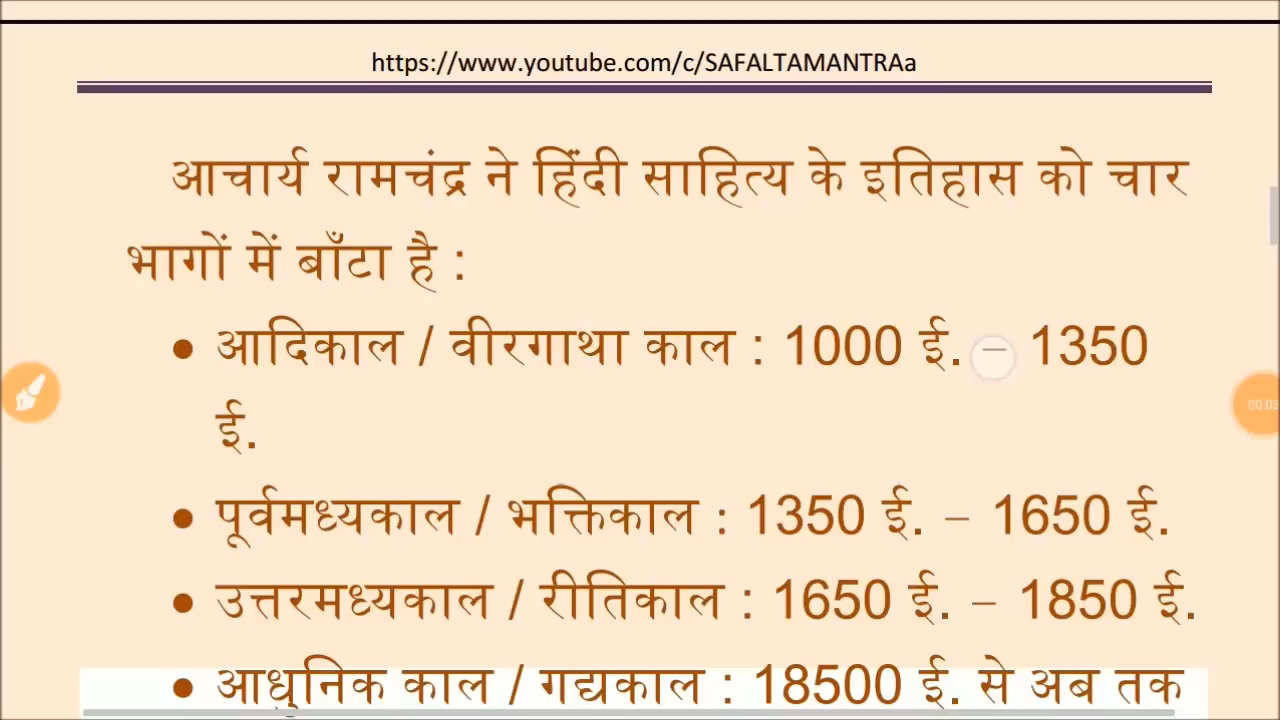 https://www.youtube.com/c/SAFALTAMANTRAa
आचार्य रामचंद्र ने हिंदी साहित्य के इतिहास को चार
भागों में बाँटा है :
• आदिकाल / वीरगाथा काल : 1000 ई. – 1350
ई.
• पूर्वमध्यकाल / भक्तिकाल : 1350 ई. – 1650 ई.
• उत्तरमध्यकाल / रीतिकाल : 1650 ई. – 1850 ई.
• आधुनिक काल / गद्यकाल : 18500 ई. से अब तक